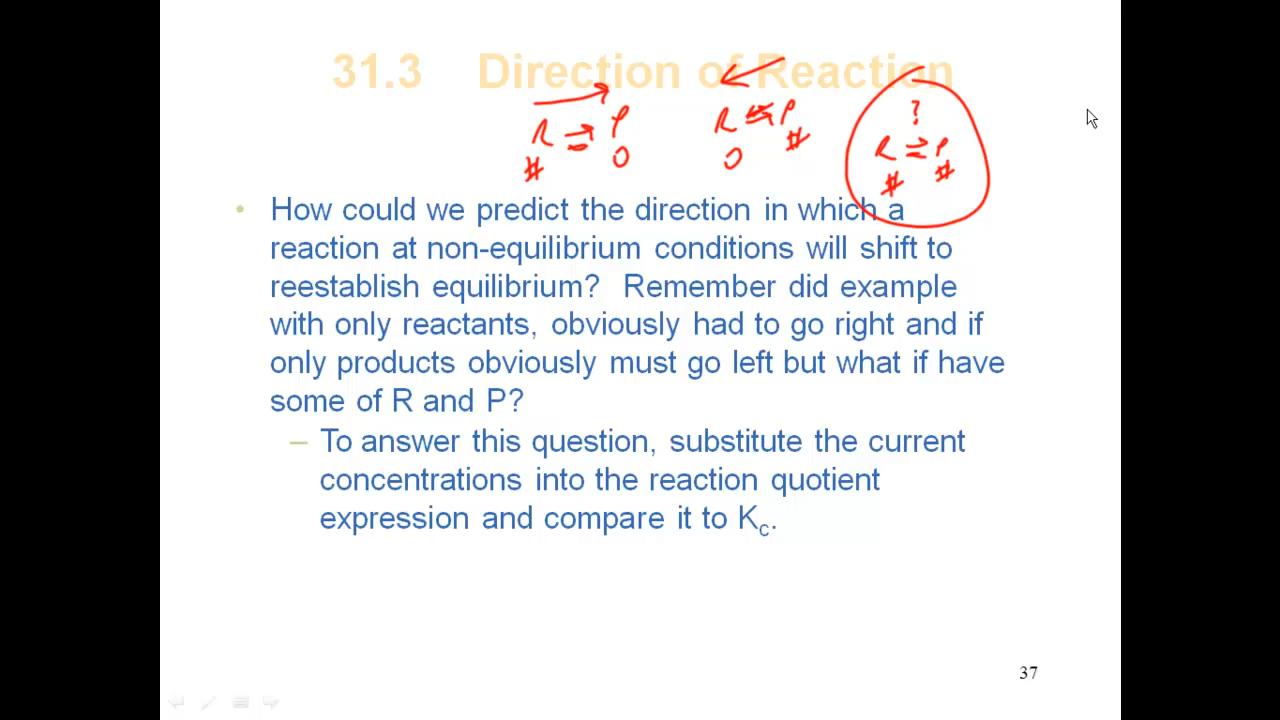 31.3 Direction of Reaction
R ⇌ P R ⇌ P ?
# 0 0 # R ⇌ P
# #
• How could we predict the direction in which a
reaction at non-equilibrium conditions will shift to
reestablish equilibrium? Remember did example
with only reactants, obviously had to go right and if
only products obviously must go left but what if have
some of R and P?
– To answer this question, substitute the current
concentrations into the reaction quotient
expression and compare it to Kc.
37